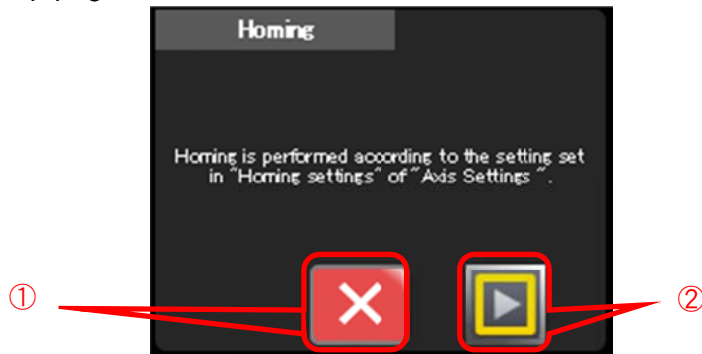 Homing
Homing is performed according to the setting set
in "Homing settings" of "Axis Settings ".
①
②